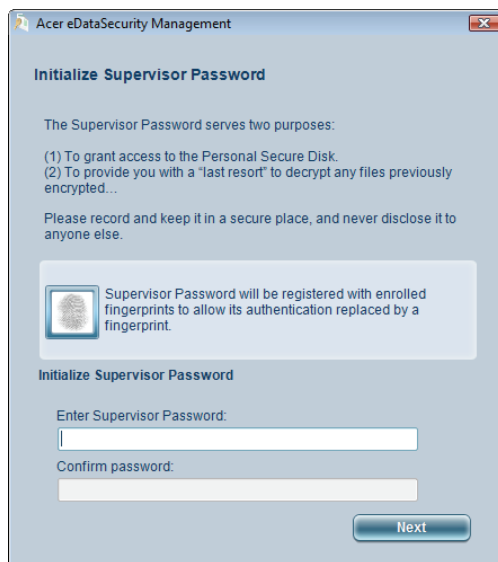 Acer eDataSecurity Management
Initialize Supervisor Password
The Supervisor Password serves two purposes:
(1) To grant access to the Personal Secure Disk.
(2) To provide you with a “last resort” to decrypt any files previously
encrypted…
Please record and keep it in a secure place, and never disclose it to
anyone else.
Supervisor Password will be registered with enrolled
fingerprints to allow its authentication replaced by a
fingerprint.
Initialize Supervisor Password
Enter Supervisor Password:
Confirm password:
Next